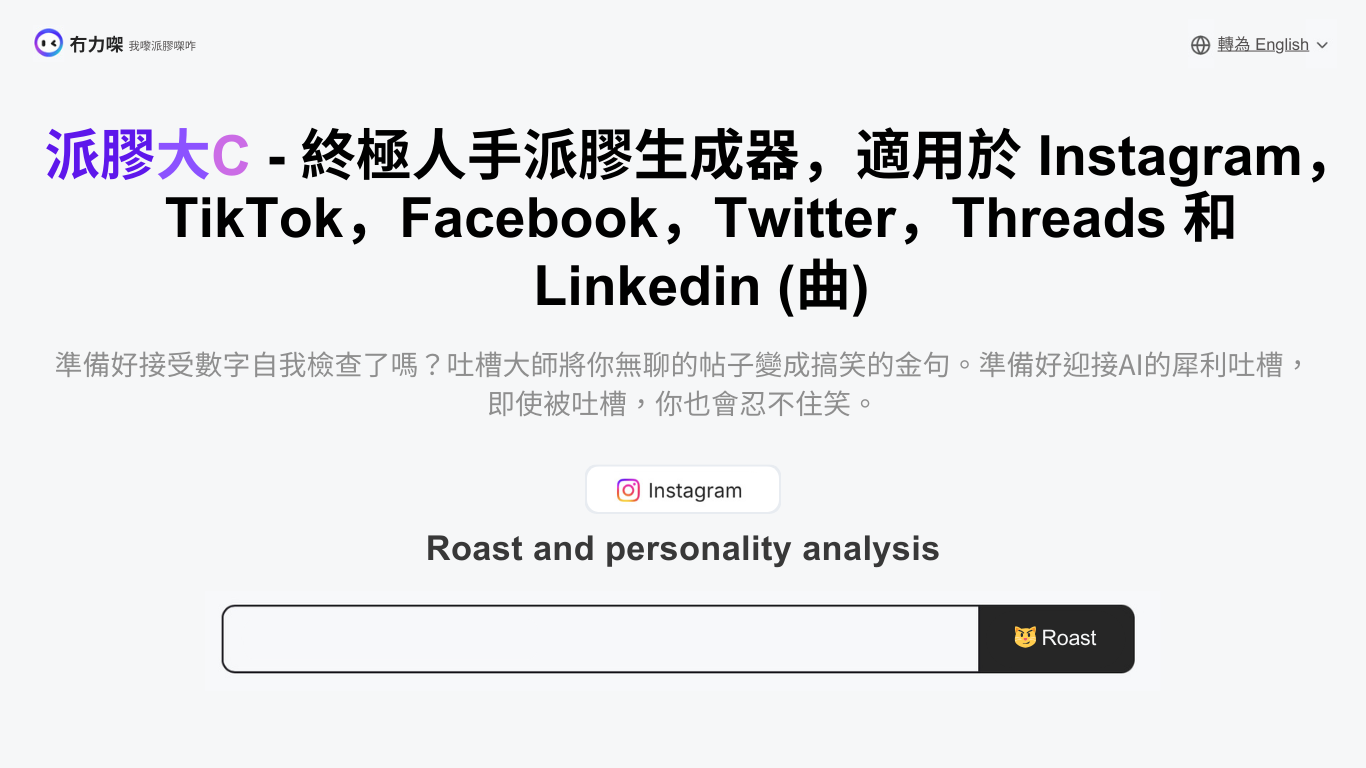 冇力㗎 我嚟派膠㗎咋
轉為 English
派膠大C - 終極人手派膠生成器，適用於 Instagram，
TikTok，Facebook，Twitter，Threads 和
Linkedin (曲)
準備好接受數字自我檢查了嗎？吐槽大師將你無聊的帖子變成搞笑的金句。準備好迎接AI的犀利吐槽，
即使被吐槽，你也會忍不住笑。
Instagram
Roast and personality analysis
Roast